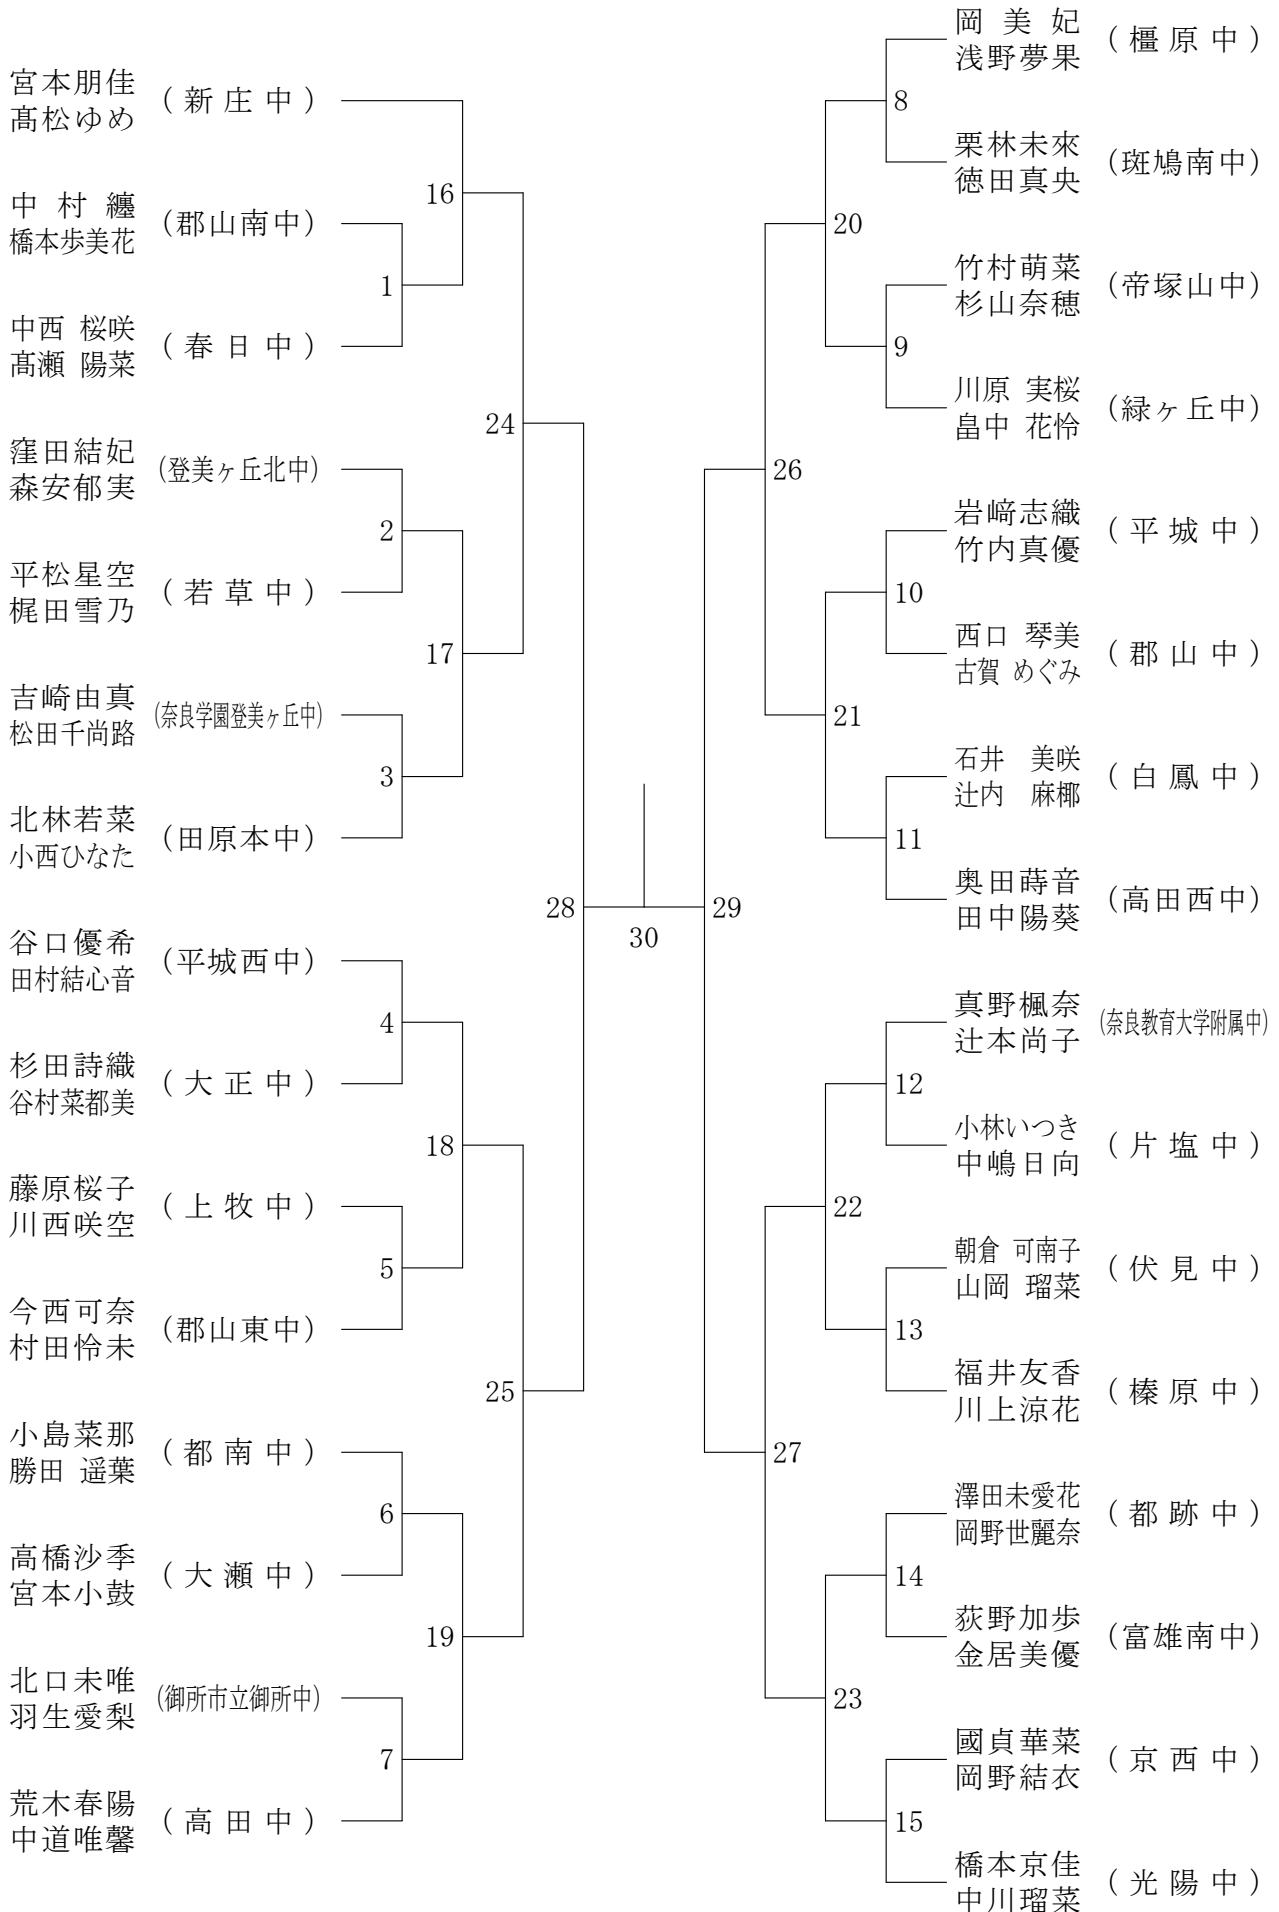 宮本朋佳
髙松ゆめ
(新庄中)
中村纏
橋本歩美花
(郡山南中)
中西 桜咲
髙瀬 陽菜
(春日中)
窪田結妃
森安郁実
(登美ヶ丘北中)
平松星空
梶田雪乃
(若草中)
吉崎由真
松田千尚路
(奈良学園登美ヶ丘中)
北林若菜
小西ひなた
(田原本中)
谷口優希
田村結心音
(平城西中)
杉田詩織
谷村菜都美
(大正中)
藤原桜子
川西咲空
(上牧中)
今西可奈
村田怜未
(郡山東中)
小島菜那
勝田 遥葉
(都南中)
高橋沙季
宮本小鼓
(大瀬中)
北口未唯
羽生愛梨
(御所市立御所中)
荒木春陽
中道唯馨
(高田中)
1
2
3
4
5
6
7
16
17
18
19
24
25
28
30
29
26
27
20
21
22
23
8
9
10
11
12
13
14
15
岡美妃
浅野夢果
(橿原中)
栗林未來
徳田真央
(斑鳩南中)
竹村萌菜
杉山奈穂
(帝塚山中)
川原 実桜
畠中 花怜
(緑ヶ丘中)
岩﨑志織
竹内真優
(平城中)
西口 琴美
古賀 めぐみ
(郡山中)
石井 美咲
辻内 麻椰
(白鳳中)
奥田蒔音
田中陽葵
(高田西中)
真野楓奈
辻本尚子
(奈良教育大学附属中)
小林いつき
中嶋日向
(片塩中)
朝倉 可南子
山岡 瑠菜
(伏見中)
福井友香
川上涼花
(榛原中)
澤田未愛花
岡野世麗奈
(都跡中)
荻野加歩
金居美優
(富雄南中)
國貞華菜
岡野結衣
(京西中)
橋本京佳
中川瑠菜
(光陽中)